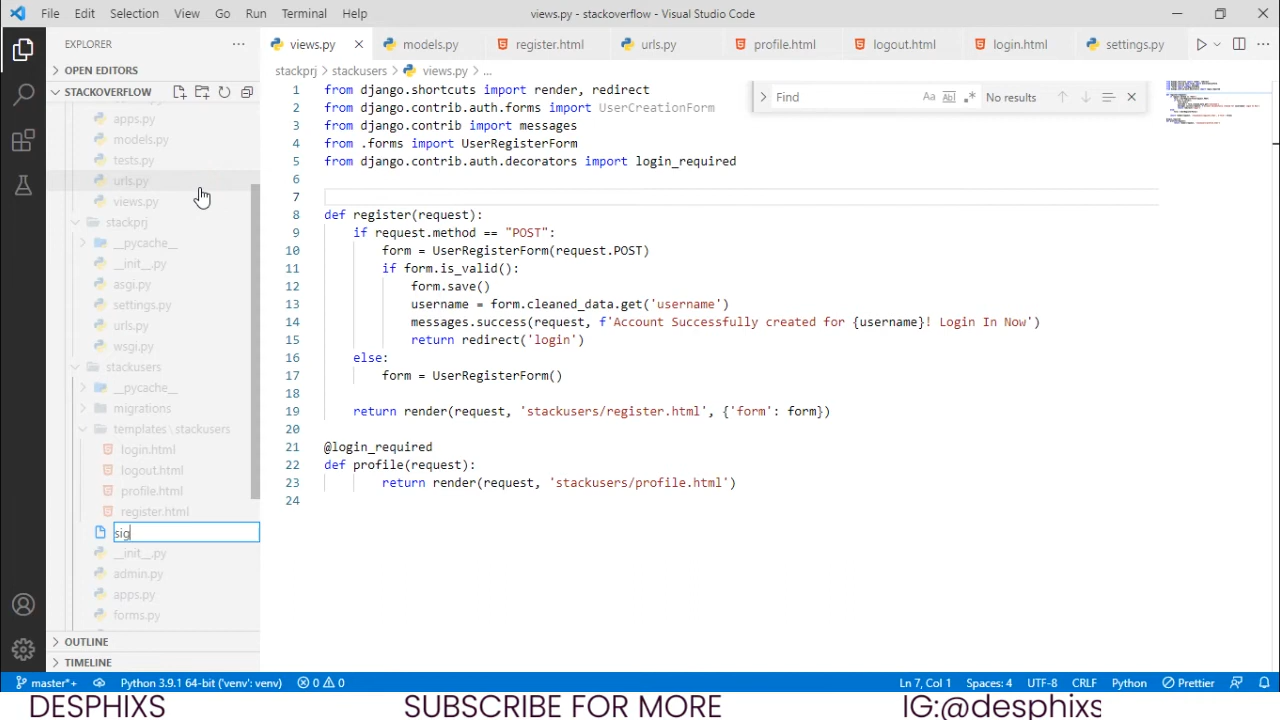 File Edit Selection View Go Run Terminal Help views.py - stackoverflow - Visual Studio Code
EXPLORER
views.py models.py register.html urls.py profile.html logout.html login.html settings.py
OPEN EDITORS
stackprj > stackusers > views.py > ...
STACKOVERFLOW
apps.py
models.py
tests.py
urls.py
views.py
stackprj
__pycache__
__init__.py
asgi.py
settings.py
urls.py
wsgi.py
stackusers
__pycache__
migrations
templates \ stackusers
login.html
logout.html
profile.html
register.html
sig
__init__.py
admin.py
apps.py
forms.py
OUTLINE
TIMELINE
Find Aa Abl .* No results
1 from django.shortcuts import render, redirect
2 from django.contrib.auth.forms import UserCreationForm
3 from django.contrib import messages
4 from .forms import UserRegisterForm
5 from django.contrib.auth.decorators import login_required
6
7
8 def register(request):
9 if request.method == "POST":
10 form = UserRegisterForm(request.POST)
11 if form.is_valid():
12 form.save()
13 username = form.cleaned_data.get('username')
14 messages.success(request, f'Account Successfully created for {username}! Login In Now')
15 return redirect('login')
16 else:
17 form = UserRegisterForm()
18
19 return render(request, 'stackusers/register.html', {'form': form})
20
21 @login_required
22 def profile(request):
23 return render(request, 'stackusers/profile.html')
24
master*+ Python 3.9.1 64-bit ('venv': venv) 0 0 Ln 7, Col 1 Spaces: 4 UTF-8 CRLF Python Prettier
DESPHIXS SUBSCRIBE FOR MORE IG:@desphixs